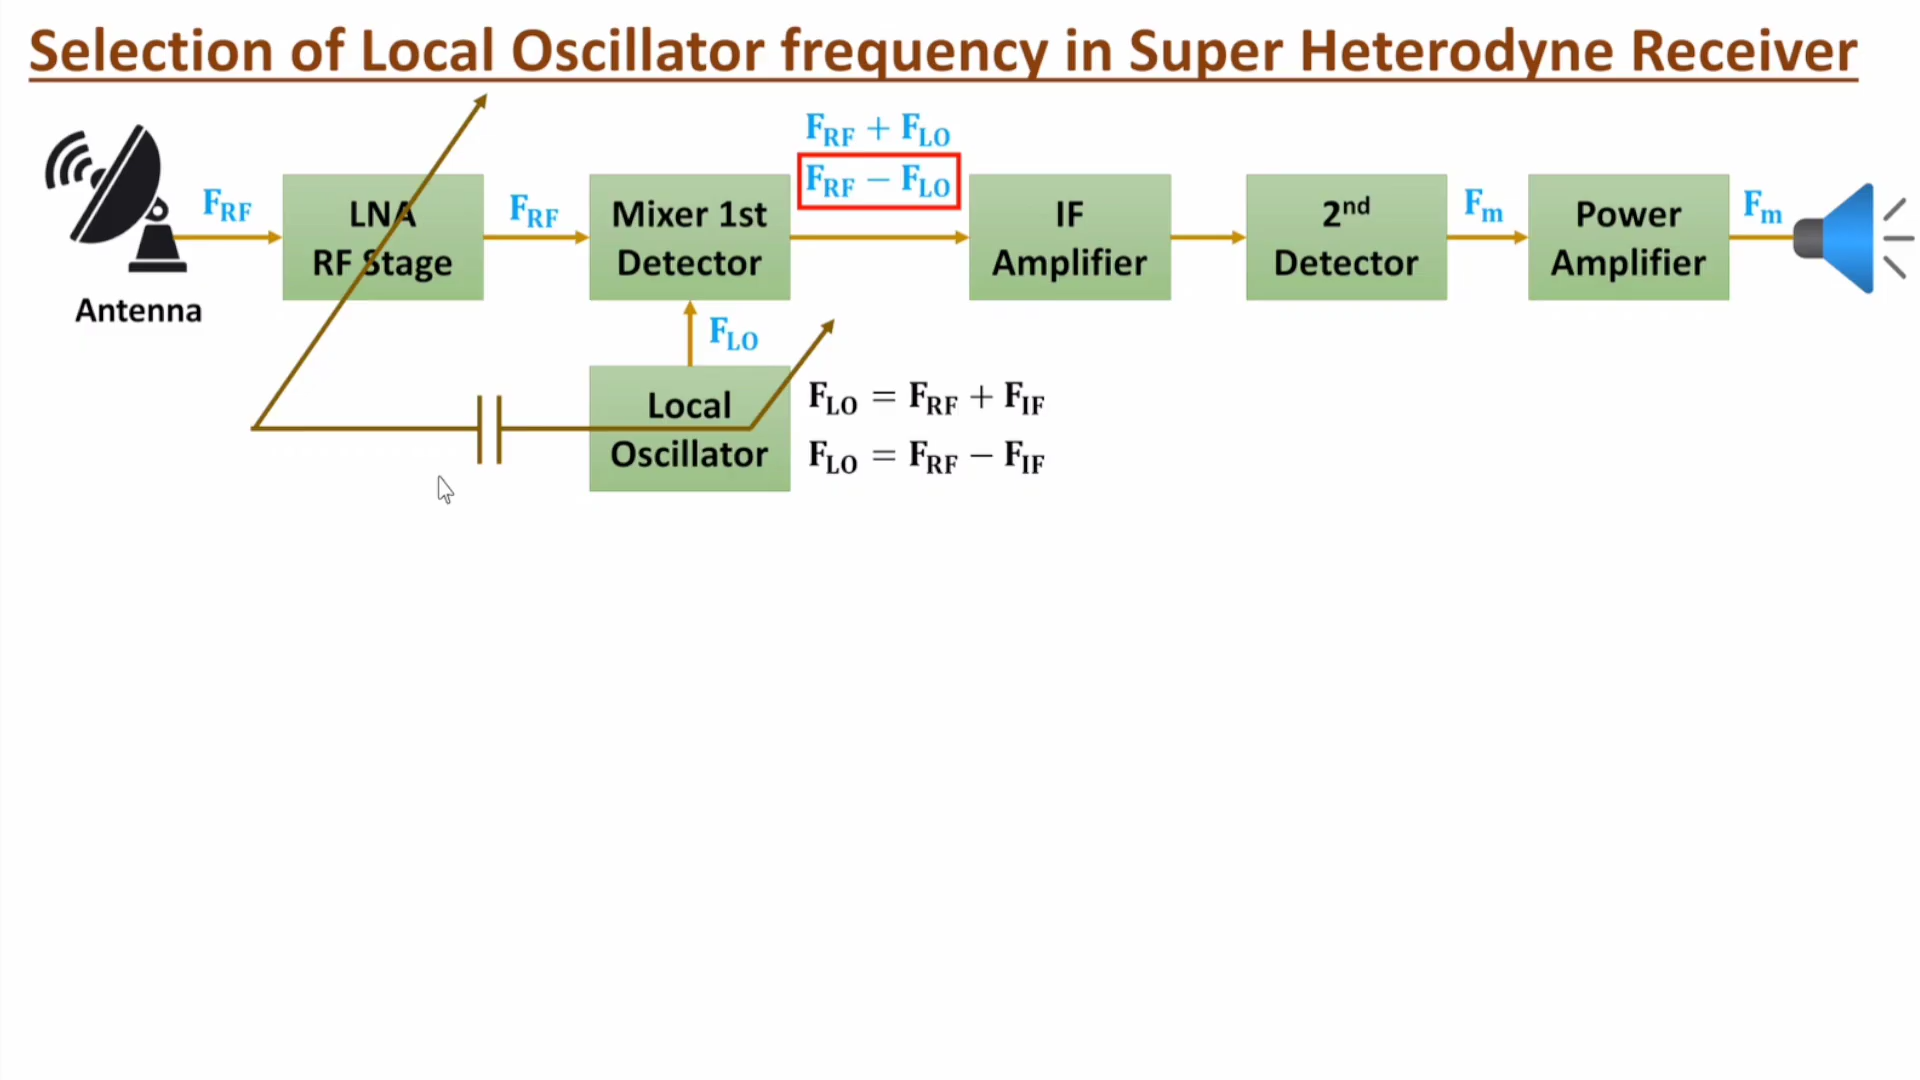 Selection of Local Oscillator frequency in Super Heterodyne Receiver
F_RF + F_LO
F_RF − F_LO
F_RF
LNA
RF Stage
F_RF
Mixer 1st
Detector
IF
Amplifier
2nd
Detector
F_m
Power
Amplifier
F_m
Antenna
F_LO
Local
Oscillator
F_LO = F_RF + F_IF
F_LO = F_RF − F_IF